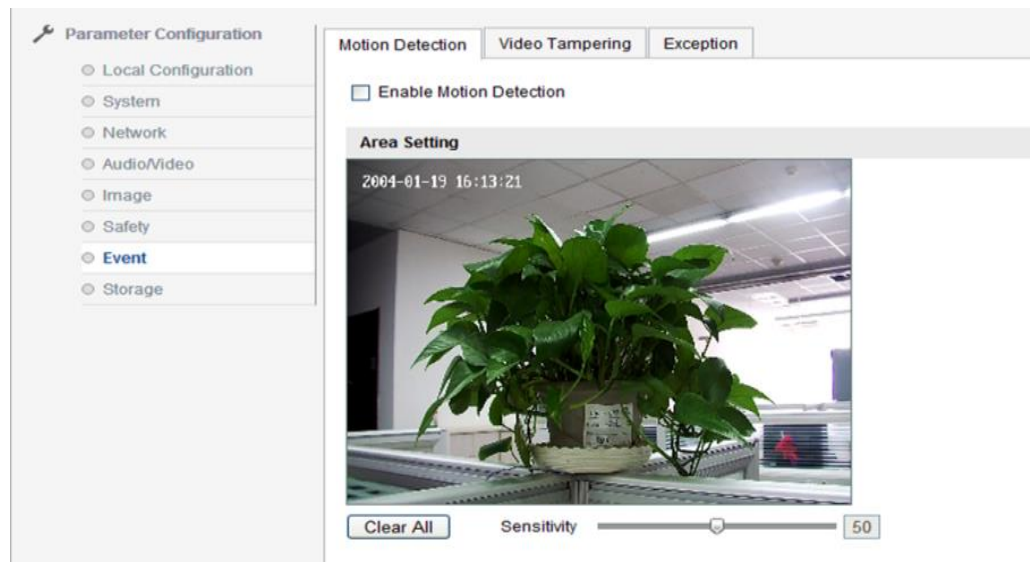 Parameter Configuration
Local Configuration
System
Network
Audio/Video
Image
Safety
Event
Storage
Motion Detection
Video Tampering
Exception
Enable Motion Detection
Area Setting
2004-01-19 16:13:21
Clear All
Sensitivity
50